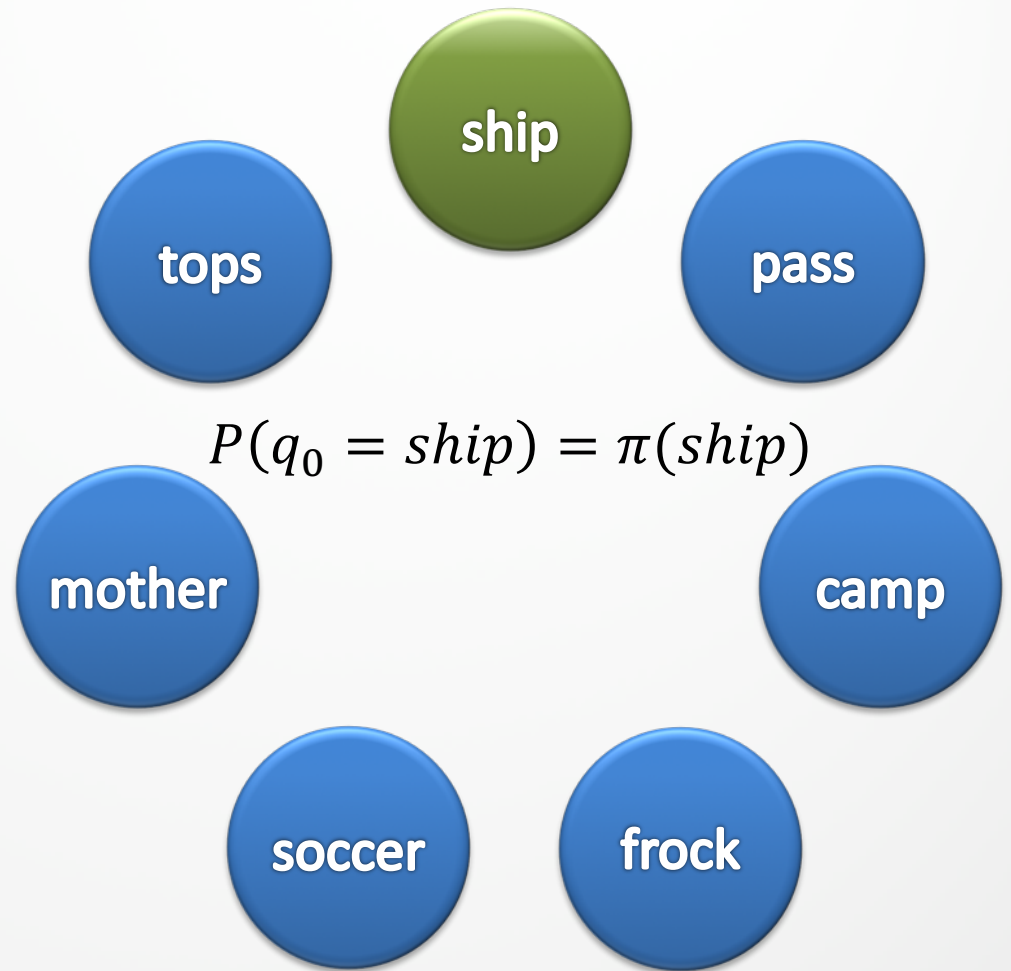 ship
tops
pass
P(q₀ = ship) = π(ship)
mother
camp
soccer
frock